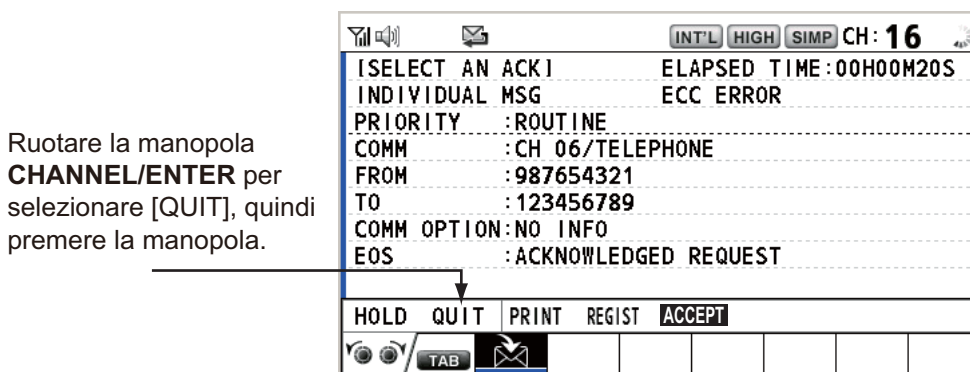 INT'L HIGH SIMP CH: 16
[SELECT AN ACK] ELAPSED TIME:00H00M20S
INDIVIDUAL MSG ECC ERROR
PRIORITY :ROUTINE
COMM :CH 06/TELEPHONE
FROM :987654321
TO :123456789
COMM OPTION:NO INFO
EOS :ACKNOWLEDGED REQUEST
HOLD QUIT PRINT REGIST ACCEPT
TAB
Ruotare la manopola
CHANNEL/ENTER per
selezionare [QUIT], quindi
premere la manopola.